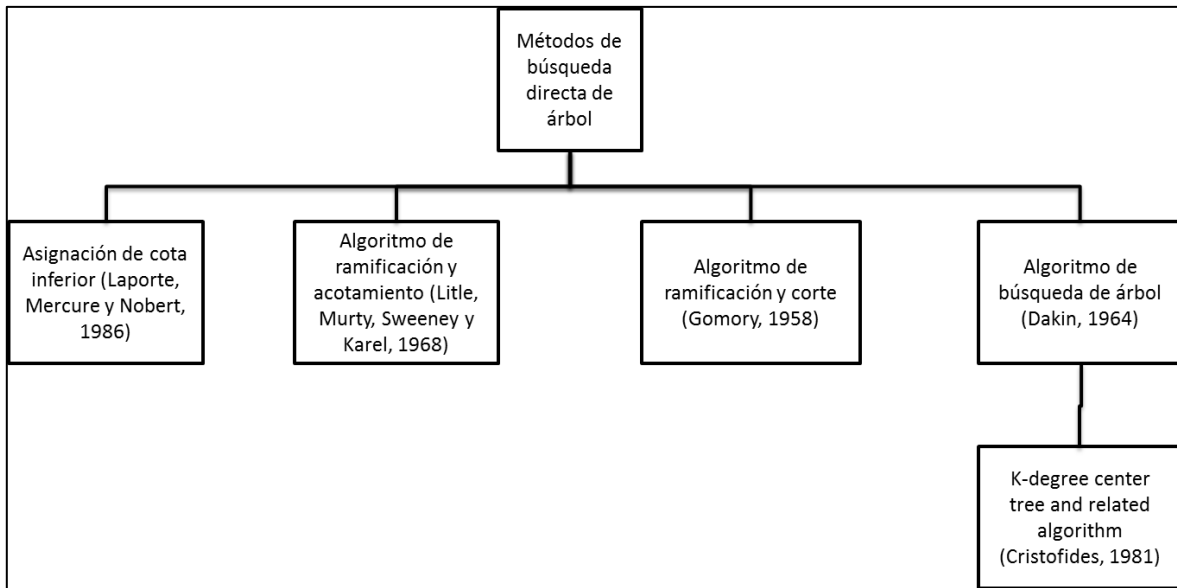 Métodos de
búsqueda
directa de
árbol
Asignación de cota
inferior (Laporte,
Mercure y Nobert,
1986)
Algoritmo de
ramificación y
acotamiento (Litle,
Murty, Sweeney y
Karel, 1968)
Algoritmo de
ramificación y corte
(Gomory, 1958)
Algoritmo de
búsqueda de árbol
(Dakin, 1964)
K-degree center
tree and related
algorithm
(Cristofides, 1981)